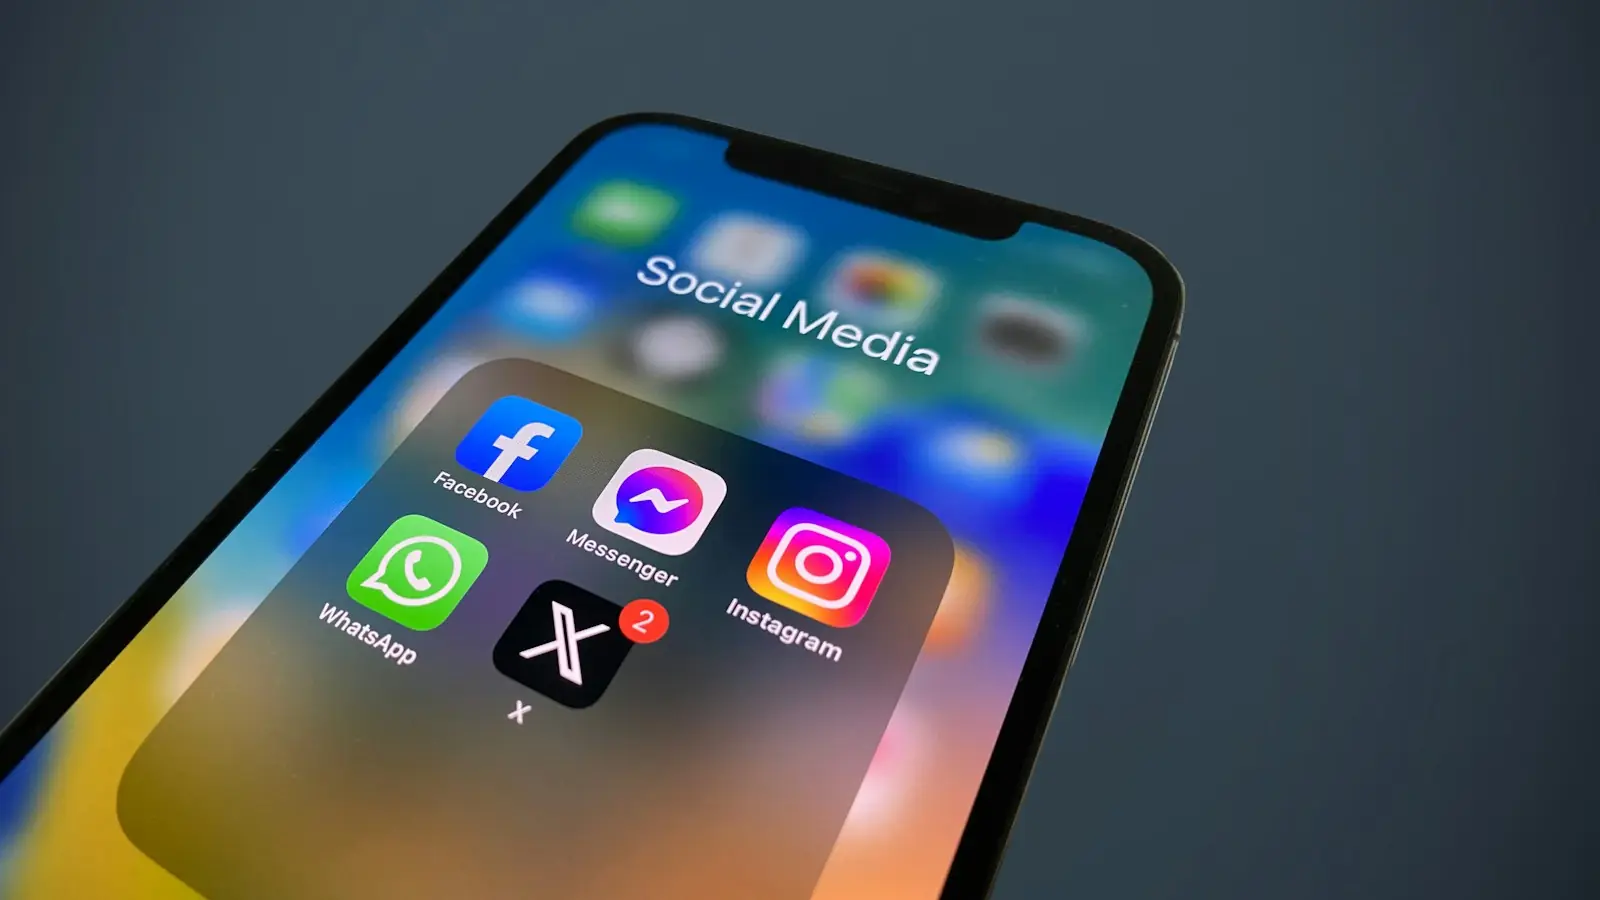 Social Media
Facebook
Messenger
Instagram
WhatsApp
2
X